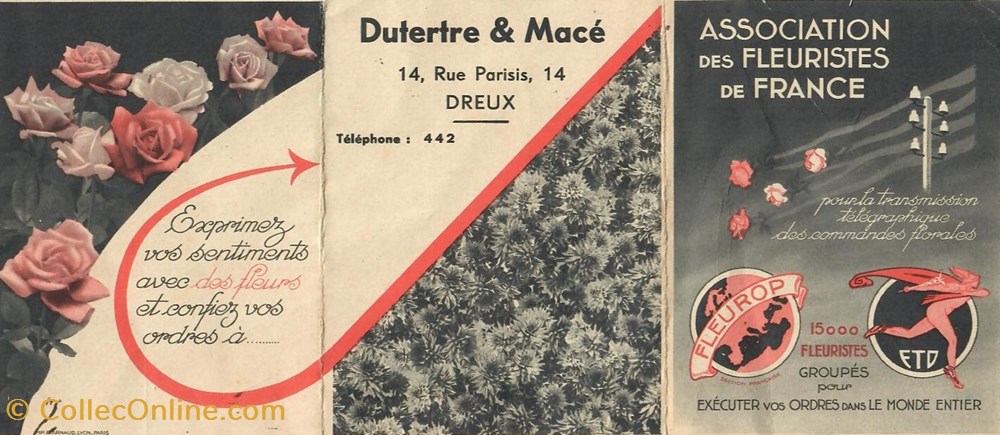 Exprimez
vos sentiments
avec des fleurs
et confiez vos
ordres à..........
Dutertre & Macé
14, Rue Parisis, 14
DREUX
Téléphone : 442
ASSOCIATION
DES FLEURISTES
DE FRANCE
pour la transmission
télégraphique
des commandes florales
FLEUROP
SECTION FRANÇAISE
15000
FLEURISTES
GROUPÉS
pour
EXÉCUTER VOS ORDRES DANS LE MONDE ENTIER
FTD
© CollecOnline.com